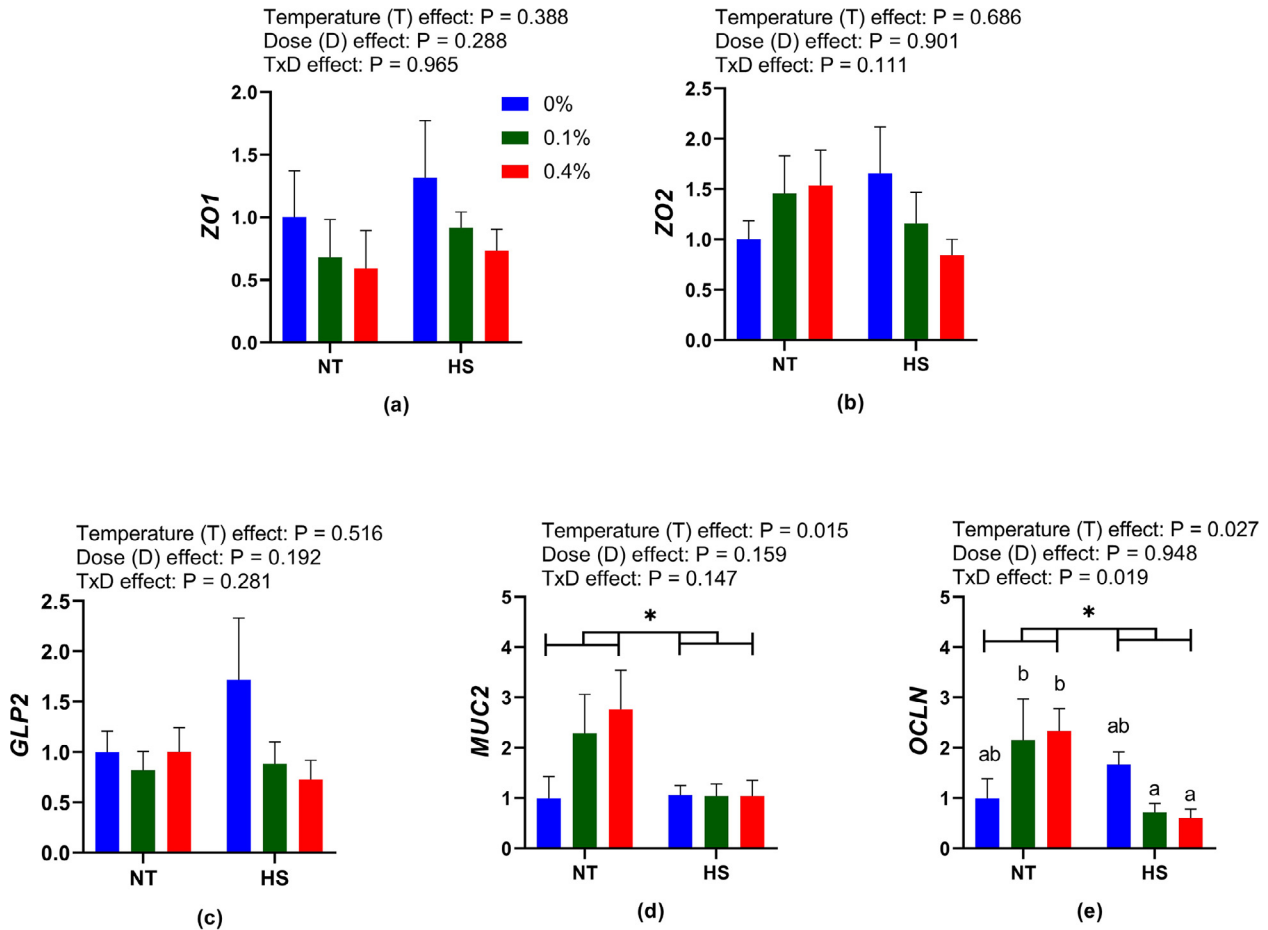 Temperature (T) effect: P = 0.388
Dose (D) effect: P = 0.288
TxD effect: P = 0.965
2.0
1.5
1.0
0.5
0.0
ZO1
0%
0.1%
0.4%
NT
HS
(a)
Temperature (T) effect: P = 0.686
Dose (D) effect: P = 0.901
TxD effect: P = 0.111
2.5
2.0
1.5
1.0
0.5
0.0
ZO2
NT
HS
(b)
Temperature (T) effect: P = 0.516
Dose (D) effect: P = 0.192
TxD effect: P = 0.281
2.5
2.0
1.5
1.0
0.5
0.0
GLP2
NT
HS
(c)
Temperature (T) effect: P = 0.015
Dose (D) effect: P = 0.159
TxD effect: P = 0.147
5
4
3
2
1
0
MUC2
*
NT
HS
(d)
Temperature (T) effect: P = 0.027
Dose (D) effect: P = 0.948
TxD effect: P = 0.019
5
4
3
2
1
0
OCLN
*
ab
b
b
ab
a
a
NT
HS
(e)